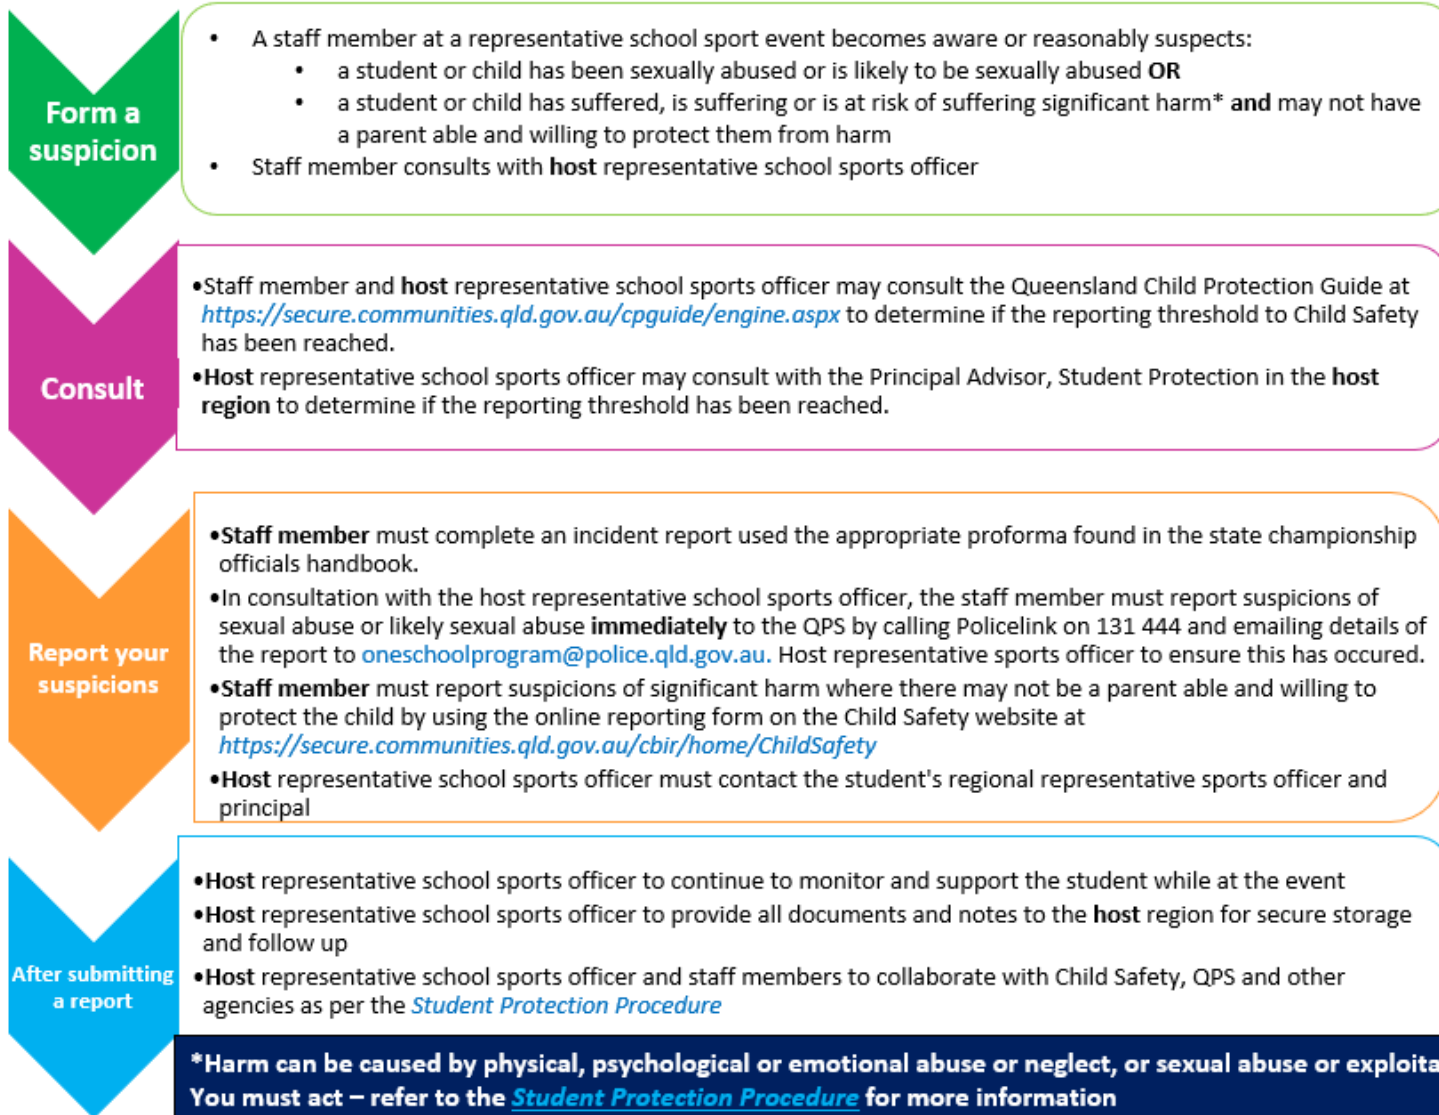 Form a
suspicion
• A staff member at a representative school sport event becomes aware or reasonably suspects:
• a student or child has been sexually abused or is likely to be sexually abused OR
• a student or child has suffered, is suffering or is at risk of suffering significant harm* and may not have
a parent able and willing to protect them from harm
• Staff member consults with host representative school sports officer
Consult
•Staff member and host representative school sports officer may consult the Queensland Child Protection Guide at
https://secure.communities.qld.gov.au/cpguide/engine.aspx to determine if the reporting threshold to Child Safety
has been reached.
•Host representative school sports officer may consult with the Principal Advisor, Student Protection in the host
region to determine if the reporting threshold has been reached.
Report your
suspicions
•Staff member must complete an incident report used the appropriate proforma found in the state championship
officials handbook.
•In consultation with the host representative school sports officer, the staff member must report suspicions of
sexual abuse or likely sexual abuse immediately to the QPS by calling Policelink on 131 444 and emailing details of
the report to oneschoolprogram@police.qld.gov.au. Host representative sports officer to ensure this has occured.
•Staff member must report suspicions of significant harm where there may not be a parent able and willing to
protect the child by using the online reporting form on the Child Safety website at
https://secure.communities.qld.gov.au/cbir/home/ChildSafety
•Host representative school sports officer must contact the student's regional representative sports officer and
principal
After submitting
a report
•Host representative school sports officer to continue to monitor and support the student while at the event
•Host representative school sports officer to provide all documents and notes to the host region for secure storage
and follow up
•Host representative school sports officer and staff members to collaborate with Child Safety, QPS and other
agencies as per the Student Protection Procedure
*Harm can be caused by physical, psychological or emotional abuse or neglect, or sexual abuse or exploita
You must act – refer to the Student Protection Procedure for more information